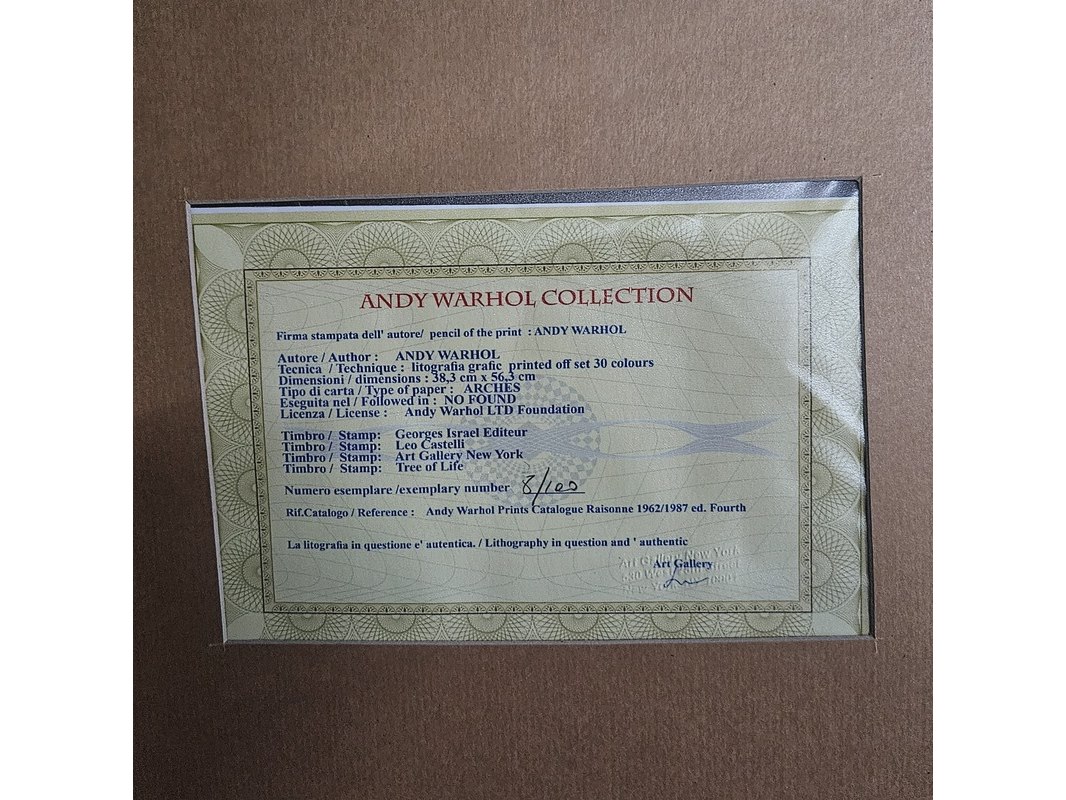 ANDY WARHOL COLLECTION
Firma stampata dell' autore/ pencil of the print : ANDY WARHOL
Autore / Author : ANDY WARHOL
Tecnica / Technique : litografia grafic printed off set 30 colours
Dimensioni / dimensions : 38,3 cm x 56,3 cm
Tipo di carta / Type of paper : ARCHES
Eseguita nel / Followed in : NO FOUND
Licenza / License : Andy Warhol LTD Foundation
Timbro / Stamp: Georges Israel Editeur
Timbro / Stamp: Leo Castelli
Timbro / Stamp: Art Gallery New York
Timbro / Stamp: Tree of Life
Numero esemplare /exemplary number 8/100
Rif.Catalogo / Reference : Andy Warhol Prints Catalogue Raisonne 1962/1987 ed. Fourth
La litografia in questione e' autentica. / Lithography in question and ' authentic
Art Gallery New York
Art Gallery